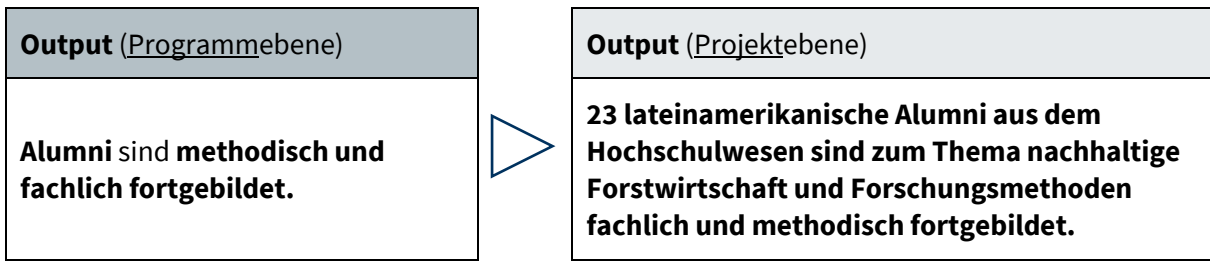 Output (Programmebene)
Alumni sind methodisch und
fachlich fortgebildet.
Output (Projektebene)
23 lateinamerikanische Alumni aus dem
Hochschulwesen sind zum Thema nachhaltige
Forstwirtschaft und Forschungsmethoden
fachlich und methodisch fortgebildet.